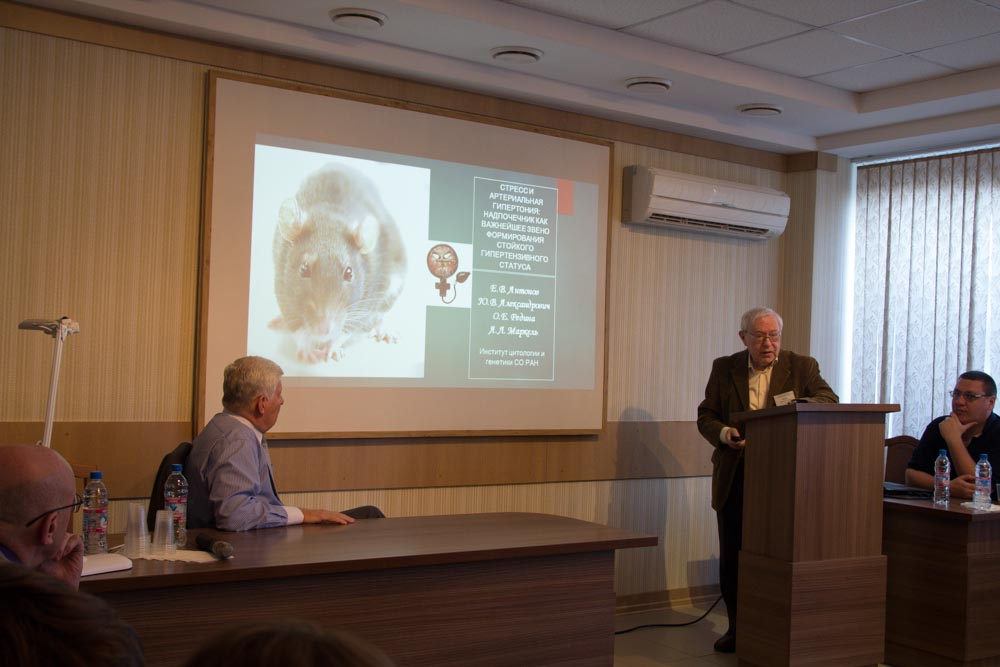 СТРЕСС И
АРТЕРИАЛЬНАЯ
ГИПЕРТОНИЯ:
НАДПОЧЕЧНИК КАК
ВАЖНЕЙШЕЕ ЗВЕНО
ФОРМИРОВАНИЯ
СТОЙКОГО
ГИПЕРТЕНЗИВНОГО
СТАТУСА
Е.В. Антонов
Ю.В. Александрович
О.Е. Редина
А.Л. Маркель
Институт цитологии и
генетики СО РАН